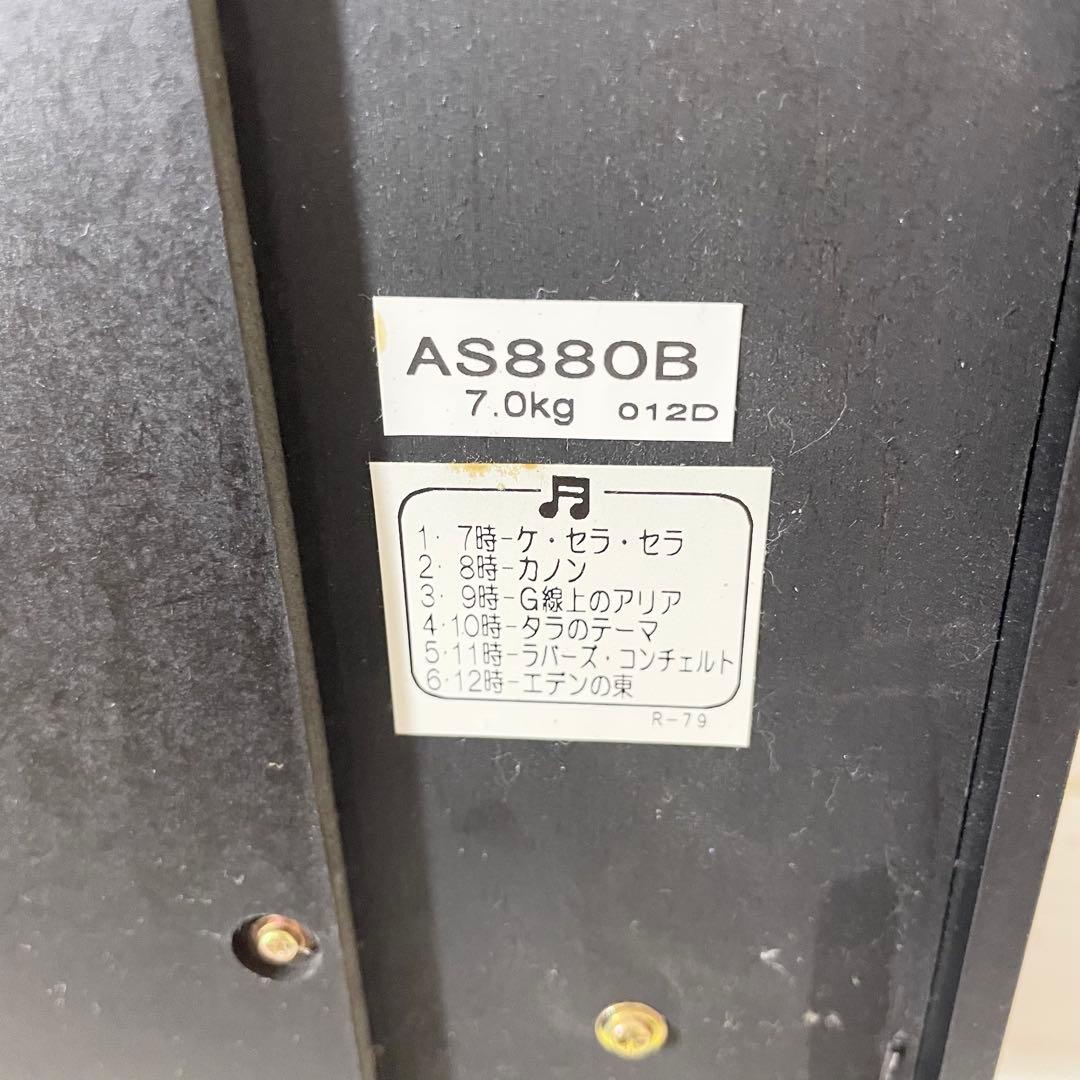 AS880B
7.0kg 012D
1・ 7時-ケ・セラ・セラ
2・ 8時-カノン
3・ 9時-G線上のアリア
4・10時-タラのテーマ
5・11時-ラバーズ・コンチェルト
6・12時-エデンの東
R-79